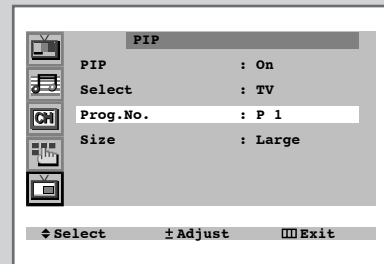 PIP
PIP : On
Select : TV
CH Prog.No. : P 1
Size : Large
Select ± Adjust Exit